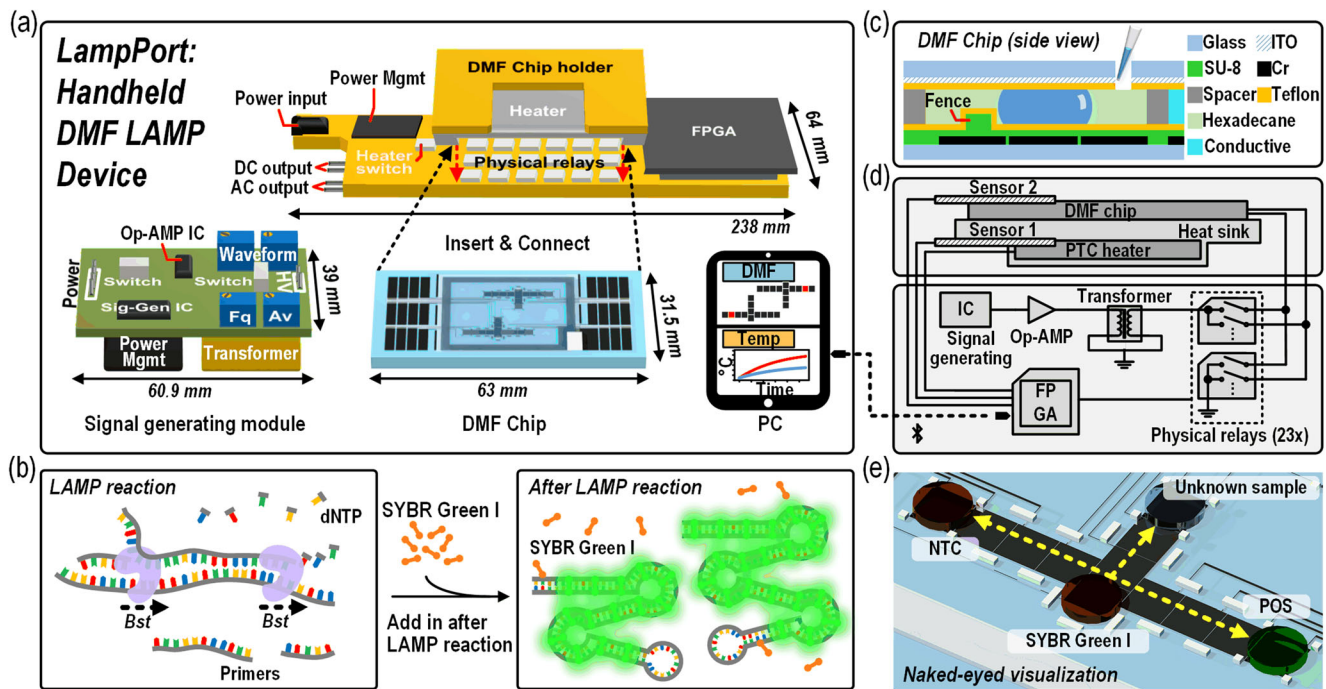 (a)
LampPort:
Handheld
DMF LAMP
Device
Power input
Power Mgmt
DMF Chip holder
Heater
FPGA
64 mm
Heater
switch
Physical relays
DC output
AC output
238 mm
Op-AMP IC
Waveform
Power
Switch
Switch
HV
Sig-Gen IC
Fq
Av
39 mm
Power
Mgmt
Transformer
60.9 mm
Signal generating module
Insert & Connect
31.5 mm
63 mm
DMF Chip
DMF
Temp
°C
Time
PC
(b)
LAMP reaction
dNTP
Bst
Bst
Primers
SYBR Green I
Add in after
LAMP reaction
After LAMP reaction
SYBR Green I
(c)
DMF Chip (side view)
Fence
Glass
ITO
SU-8
Cr
Spacer
Teflon
Hexadecane
Conductive
(d)
Sensor 2
DMF chip
Sensor 1
Heat sink
PTC heater
IC
Signal
generating
Op-AMP
Transformer
FP
GA
Physical relays (23x)
(e)
Unknown sample
NTC
SYBR Green I
POS
Naked-eyed visualization